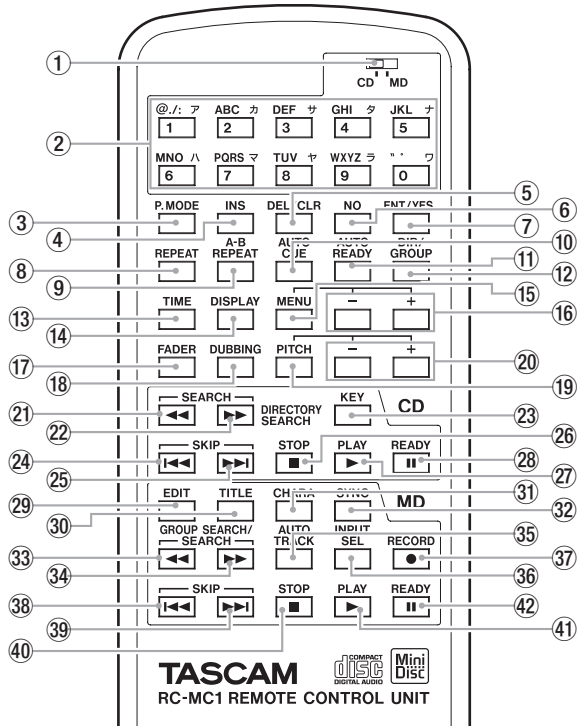 ①
CD MD
②
@./: ア ABC カ DEF サ GHI タ JKL ナ
1 2 3 4 5
MNO ハ PQRS マ TUV ヤ WXYZ ラ ゛゜ ワ
6 7 8 9 0
③ P.MODE ④ INS DEL/CLR ⑤ NO ⑥ ENT/YES ⑦
⑧ REPEAT ⑨ A-B REPEAT AUTO CUE ⑩ AUTO READY ⑪ DIR/ GROUP ⑫
⑬ TIME ⑭ DISPLAY MENU ⑮ − + ⑯
⑰ FADER ⑱ DUBBING PITCH ⑲ − + ⑳
㉑ SEARCH ㉒ DIRECTORY SEARCH KEY ㉓ CD
㉔ SKIP ㉕ STOP ㉖ PLAY ㉗ READY ㉘
㉙ EDIT ㉚ TITLE CHARA ㉛ SYNC ㉜ MD
㉝ GROUP SEARCH/ SEARCH ㉞ AUTO TRACK ㉟ INPUT SEL ㊱ RECORD ㊲
㊳ SKIP ㊴ STOP ㊵ PLAY ㊶ READY ㊷
TASCAM COMPACT disc DIGITAL AUDIO Mini Disc
RC-MC1 REMOTE CONTROL UNIT